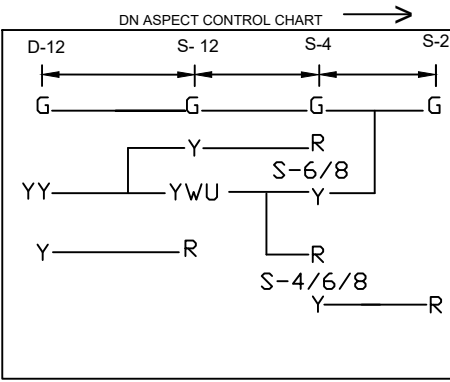 DN ASPECT CONTROL CHART
D-12 S- 12 S-4 S-2
G G G G
Y R
S-6/8
YY YWU Y
Y R R
S-4/6/8
Y R